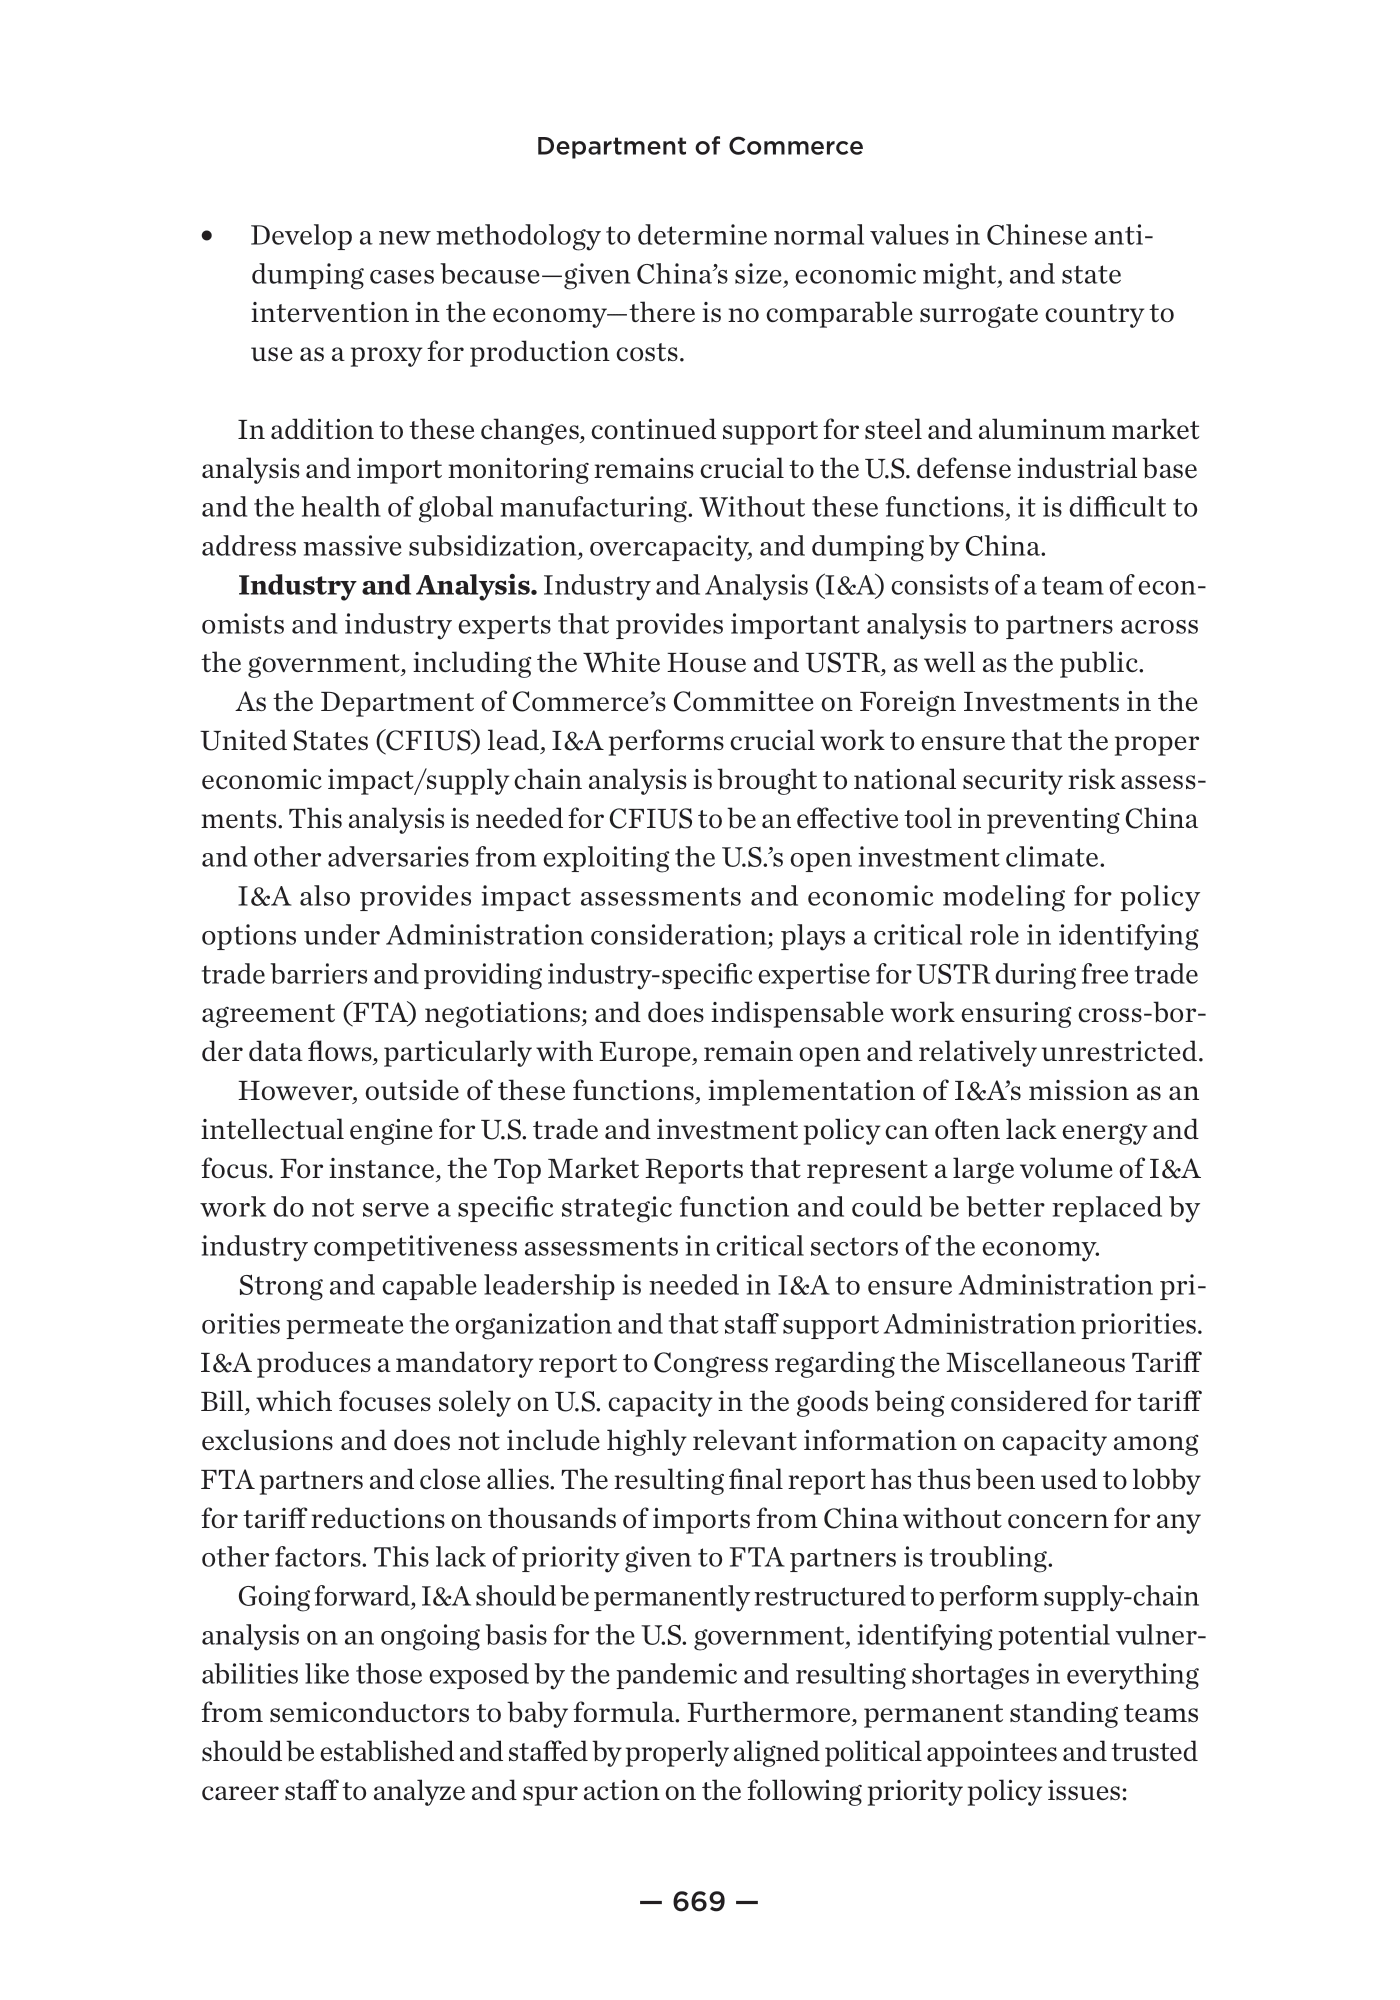 Department of Commerce
• Develop a new methodology to determine normal values in Chinese anti-
dumping cases because—given China’s size, economic might, and state
intervention in the economy—there is no comparable surrogate country to
use as a proxy for production costs.
In addition to these changes, continued support for steel and aluminum market
analysis and import monitoring remains crucial to the U.S. defense industrial base
and the health of global manufacturing. Without these functions, it is difficult to
address massive subsidization, overcapacity, and dumping by China.
Industry and Analysis. Industry and Analysis (I&A) consists of a team of econ-
omists and industry experts that provides important analysis to partners across
the government, including the White House and USTR, as well as the public.
As the Department of Commerce’s Committee on Foreign Investments in the
United States (CFIUS) lead, I&A performs crucial work to ensure that the proper
economic impact/supply chain analysis is brought to national security risk assess-
ments. This analysis is needed for CFIUS to be an effective tool in preventing China
and other adversaries from exploiting the U.S.’s open investment climate.
I&A also provides impact assessments and economic modeling for policy
options under Administration consideration; plays a critical role in identifying
trade barriers and providing industry-specific expertise for USTR during free trade
agreement (FTA) negotiations; and does indispensable work ensuring cross-bor-
der data flows, particularly with Europe, remain open and relatively unrestricted.
However, outside of these functions, implementation of I&A’s mission as an
intellectual engine for U.S. trade and investment policy can often lack energy and
focus. For instance, the Top Market Reports that represent a large volume of I&A
work do not serve a specific strategic function and could be better replaced by
industry competitiveness assessments in critical sectors of the economy.
Strong and capable leadership is needed in I&A to ensure Administration pri-
orities permeate the organization and that staff support Administration priorities.
I&A produces a mandatory report to Congress regarding the Miscellaneous Tariff
Bill, which focuses solely on U.S. capacity in the goods being considered for tariff
exclusions and does not include highly relevant information on capacity among
FTA partners and close allies. The resulting final report has thus been used to lobby
for tariff reductions on thousands of imports from China without concern for any
other factors. This lack of priority given to FTA partners is troubling.
Going forward, I&A should be permanently restructured to perform supply-chain
analysis on an ongoing basis for the U.S. government, identifying potential vulner-
abilities like those exposed by the pandemic and resulting shortages in everything
from semiconductors to baby formula. Furthermore, permanent standing teams
should be established and staffed by properly aligned political appointees and trusted
career staff to analyze and spur action on the following priority policy issues:
— 669 —